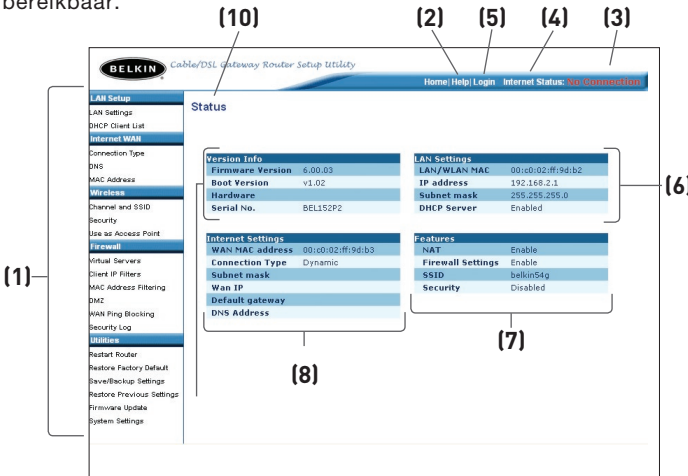 bereikbaar.
(10) (2) (5) (4) (3)
BELKIN Cable/DSL Gateway Router Setup Utility
Home|Help|Login Internet Status: No Connection
LAN Setup
LAN Settings
DHCP Client List
Internet WAN
Connection Type
DNS
MAC Address
Wireless
Channel and SSID
Security
Use as Access Point
Firewall
Virtual Servers
Client IP Filters
MAC Address Filtering
DMZ
WAN Ping Blocking
Security Log
Utilities
Restart Router
Restore Factory Default
Save/Backup Settings
Restore Previous Settings
Firmware Update
System Settings
(1)
Status
Version Info
Firmware Version 6.00.03
Boot Version v1.02
Hardware
Serial No. BEL152P2
LAN Settings
LAN/WLAN MAC 00:c0:02:ff:9d:b2
IP address 192.168.2.1
Subnet mask 255.255.255.0
DHCP Server Enabled
(6)
Internet Settings
WAN MAC address 00:c0:02:ff:9d:b3
Connection Type Dynamic
Subnet mask
Wan IP
Default gateway
DNS Address
(8)
Features
NAT Enable
Firewall Settings Enable
SSID belkin54g
Security Disabled
(7)